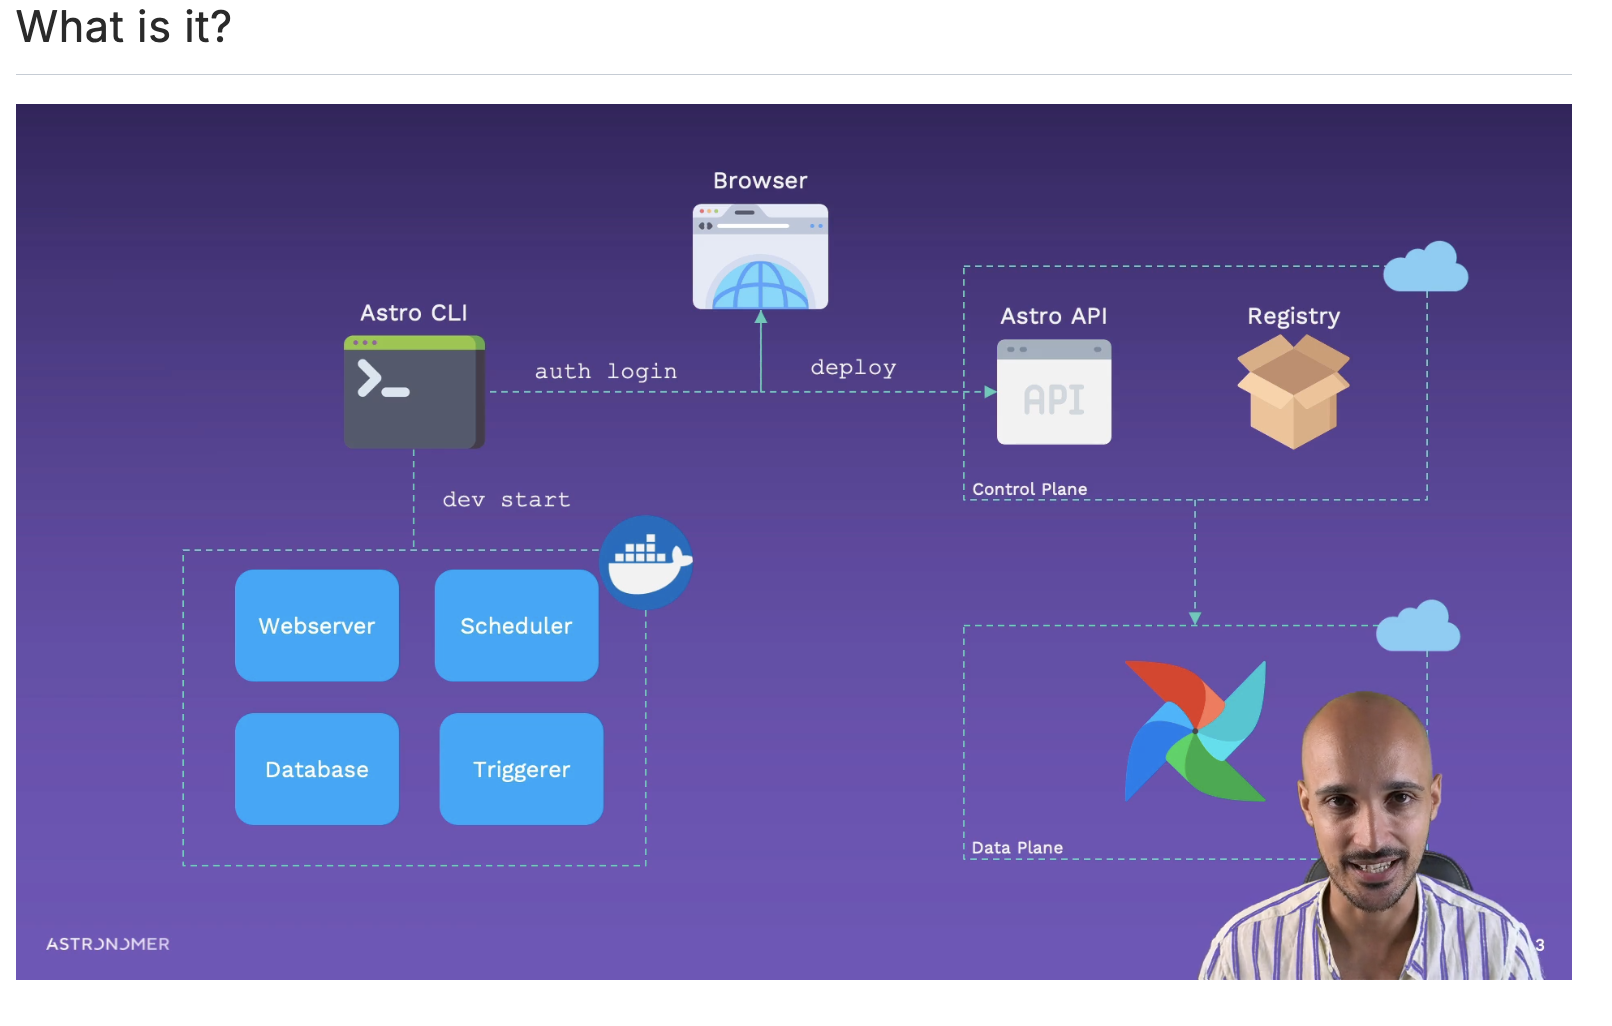 What is it?
Browser
Astro CLI
Astro API
Registry
auth login
deploy
API
Control Plane
dev start
Webserver
Scheduler
Database
Triggerer
Data Plane
ASTRONOMER
3